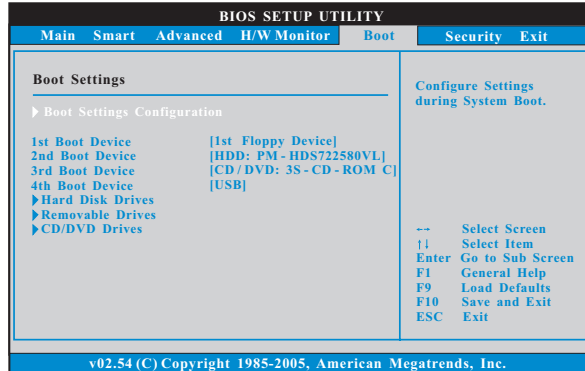 BIOS SETUP UTILITY
Main Smart Advanced H/W Monitor Boot Security Exit
Boot Settings
Boot Settings Configuration
1st Boot Device [1st Floppy Device]
2nd Boot Device [HDD: PM - HDS722580VL]
3rd Boot Device [CD / DVD: 3S - CD - ROM C]
4th Boot Device [USB]
Hard Disk Drives
Removable Drives
CD/DVD Drives
Configure Settings
during System Boot.
←→ Select Screen
↑↓ Select Item
Enter Go to Sub Screen
F1 General Help
F9 Load Defaults
F10 Save and Exit
ESC Exit
v02.54 (C) Copyright 1985-2005, American Megatrends, Inc.